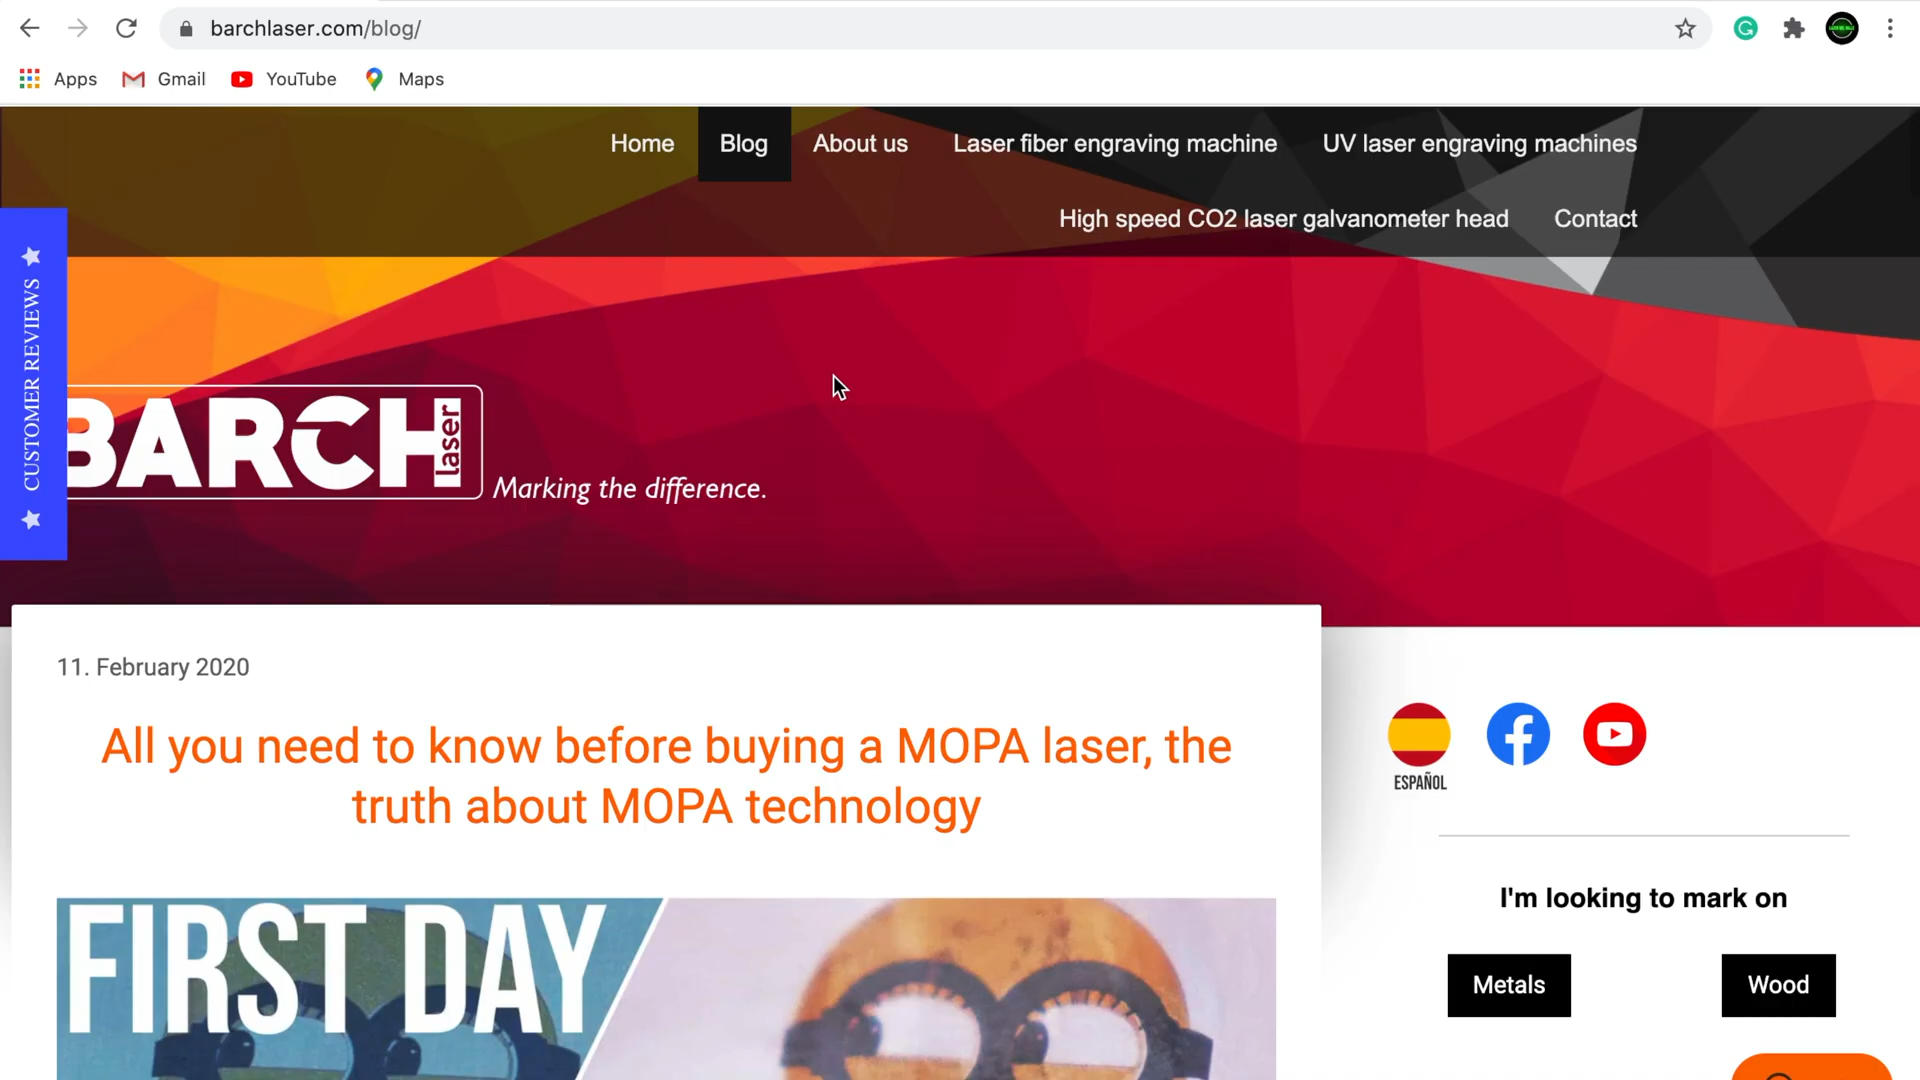 barchlaser.com/blog/
Apps
Gmail
YouTube
Maps
Home
Blog
About us
Laser fiber engraving machine
UV laser engraving machines
High speed CO2 laser galvanometer head
Contact
CUSTOMER REVIEWS
BARCH laser
Marking the difference.
11. February 2020
All you need to know before buying a MOPA laser, the
truth about MOPA technology
FIRST DAY
ESPAÑOL
I'm looking to mark on
Metals
Wood